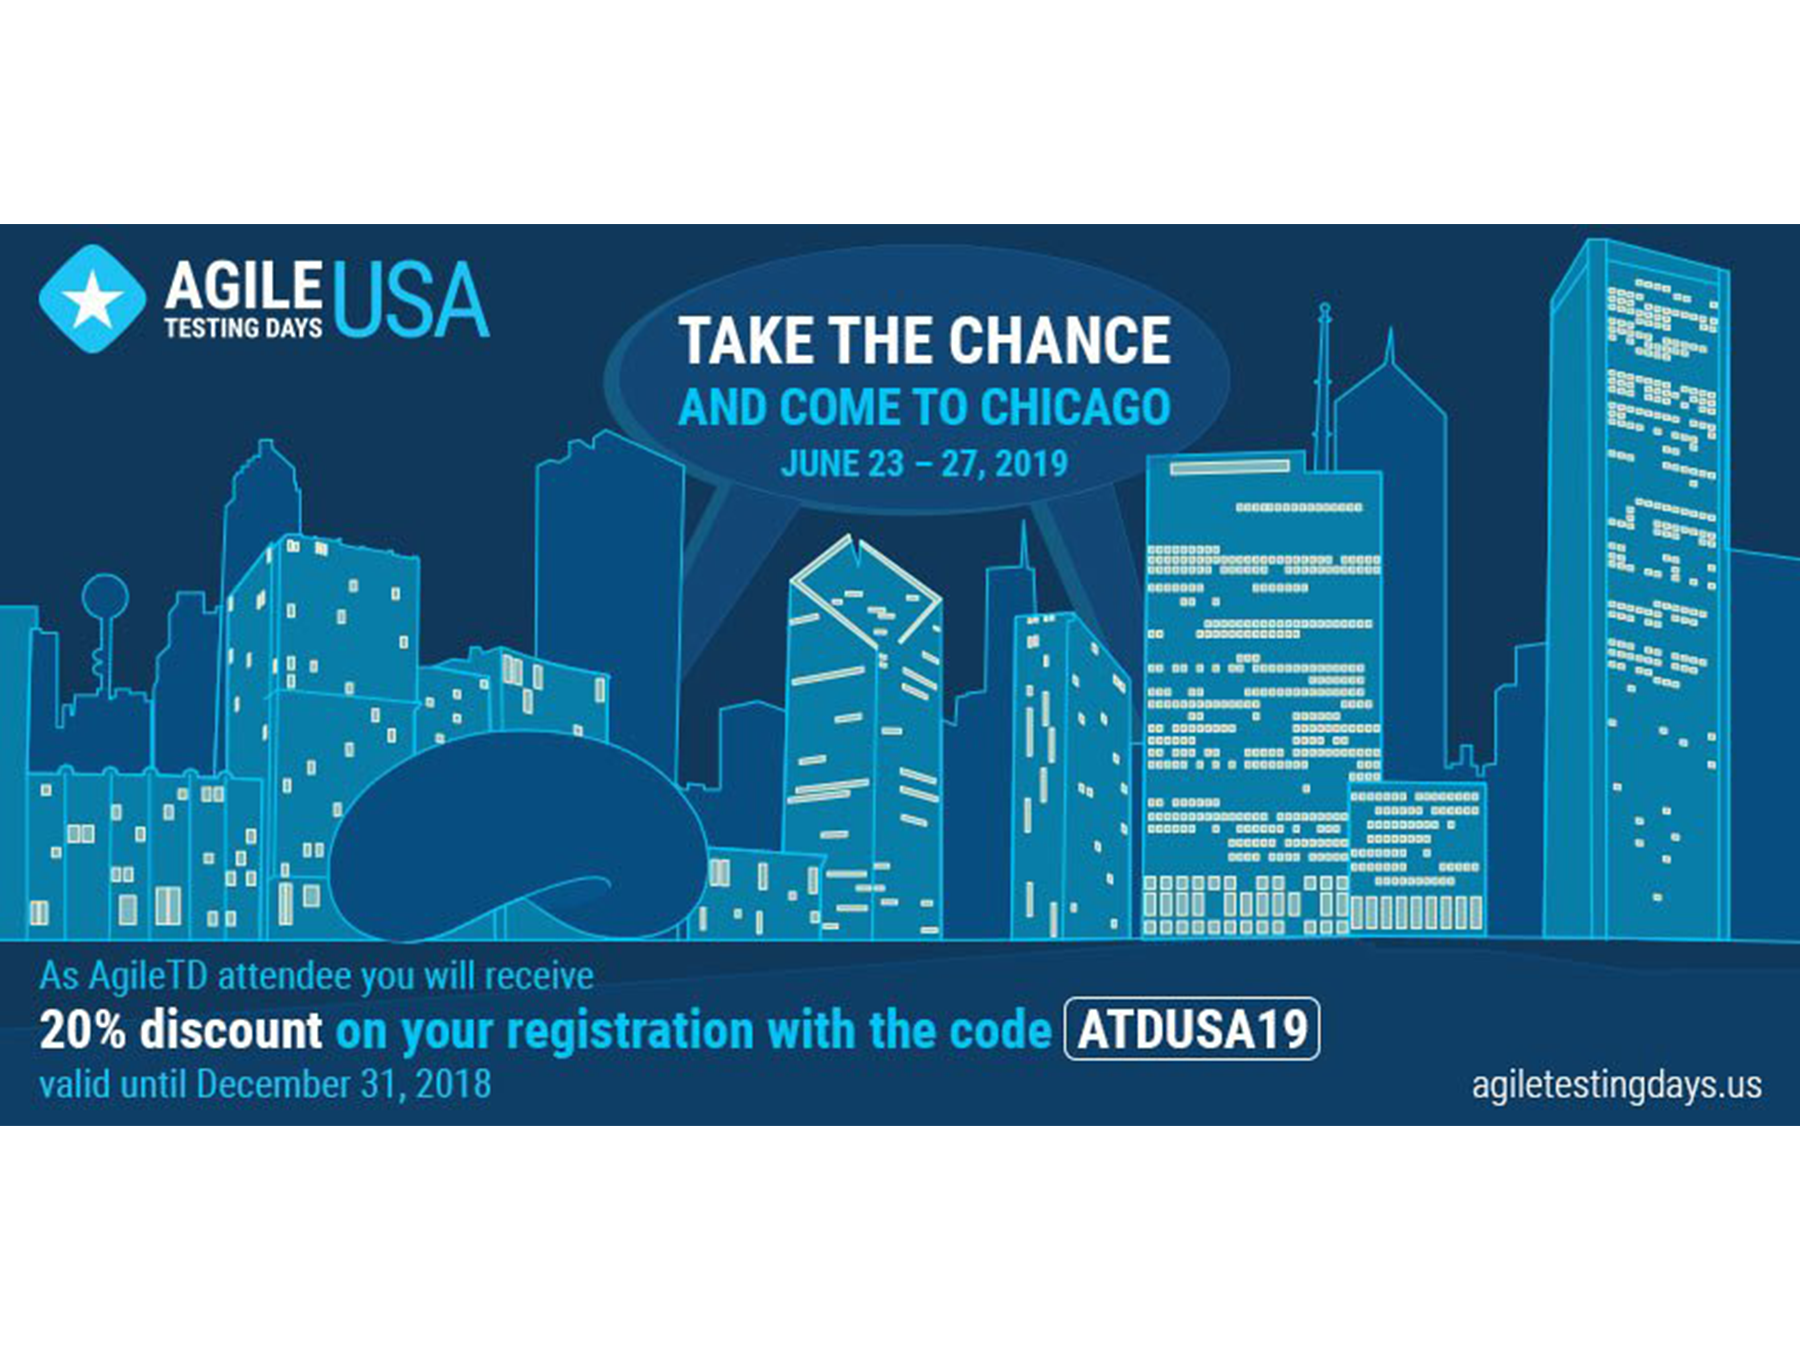 AGILE USA
TESTING DAYS
TAKE THE CHANCE
AND COME TO CHICAGO
JUNE 23 – 27, 2019
As AgileTD attendee you will receive
20% discount on your registration with the code ATDUSA19
valid until December 31, 2018
agiletestingdays.us